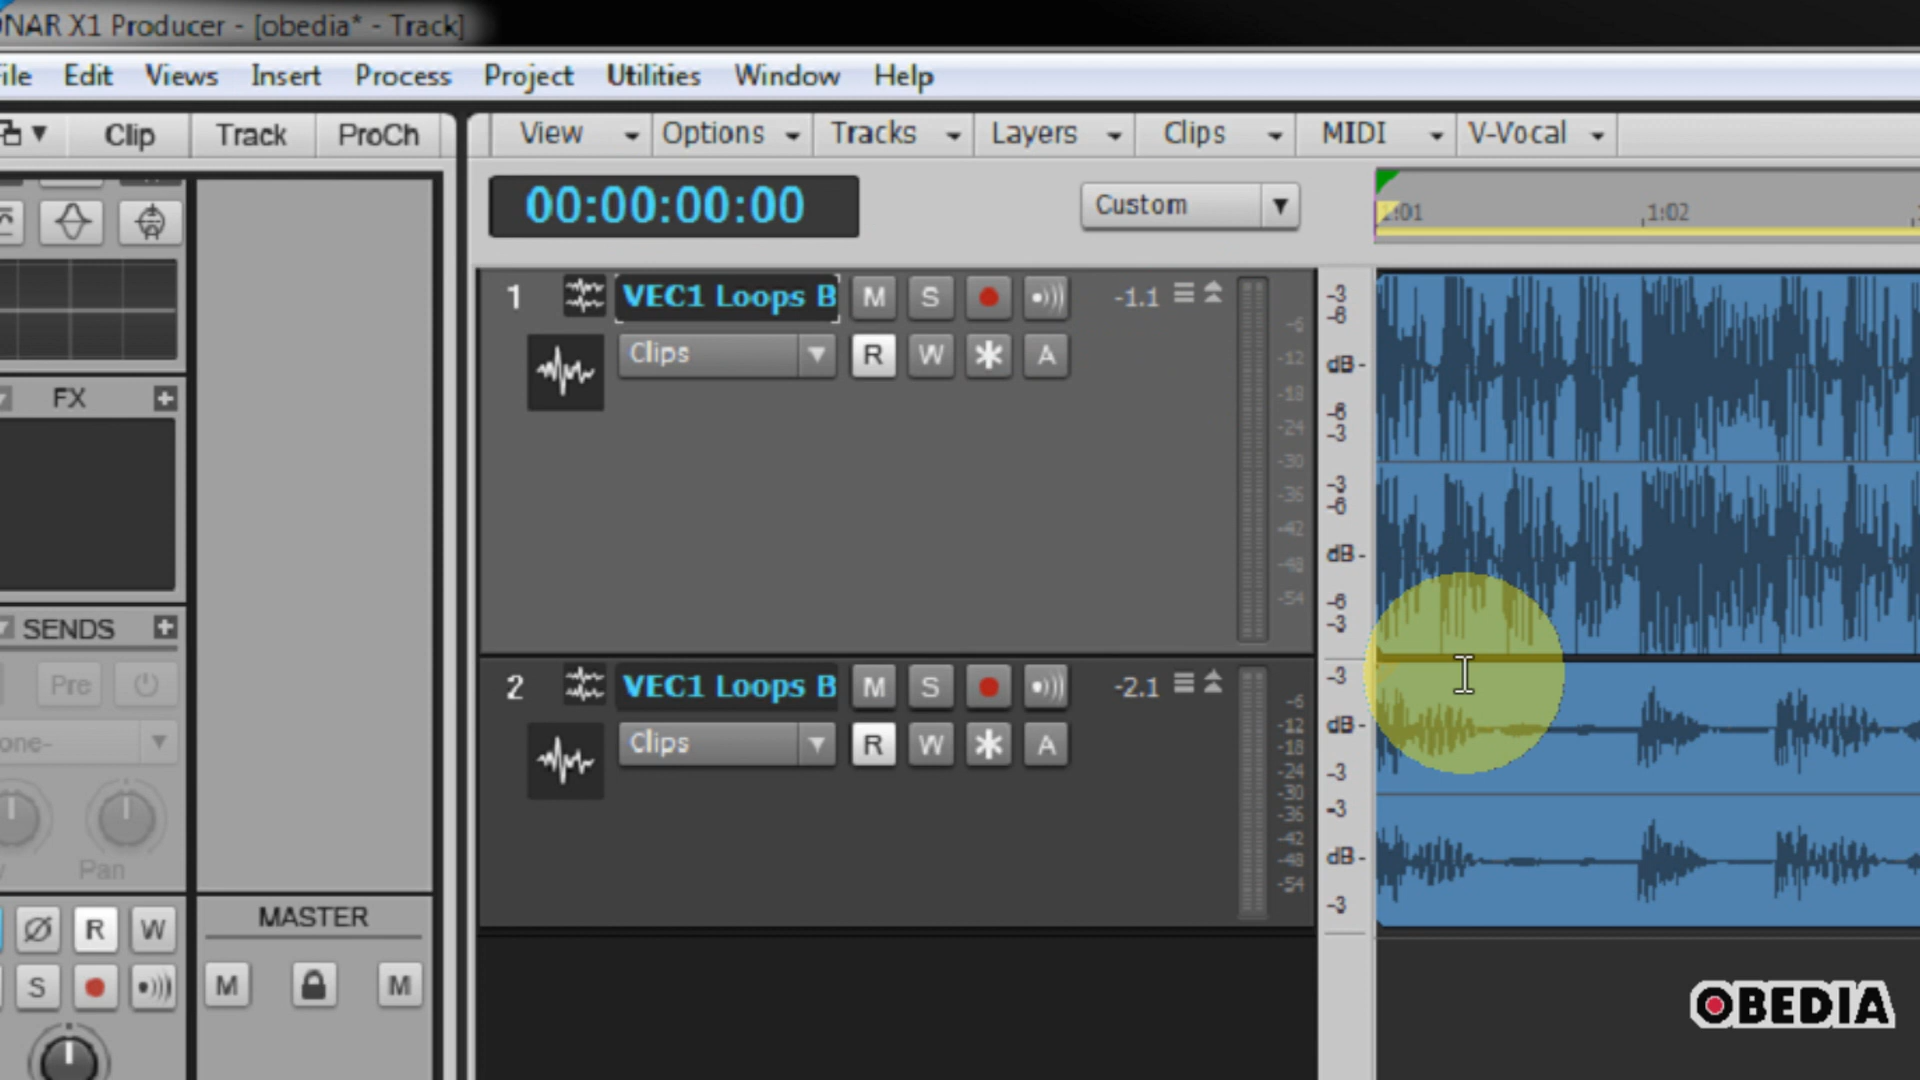 ONAR X1 Producer - [obedia* - Track]
ile Edit Views Insert Process Project Utilities Window Help
Clip Track ProCh
View Options Tracks Layers Clips MIDI V-Vocal
00:00:00:00 Custom
1:01 1:02
1 VEC1 Loops B M S -1.1
Clips R W A
-6
-12
-18
-24
-30
-36
-42
-48
-54
-3
-6
dB-
-6
-3
-3
-6
dB-
-6
-3
FX
SENDS
Pre
one-
Pan
2 VEC1 Loops B M S -2.1
Clips R W A
-6
-12
-18
-24
-30
-36
-42
-48
-54
-3
dB-
-3
-3
dB-
-3
R W
S
MASTER
M M
OBEDIA